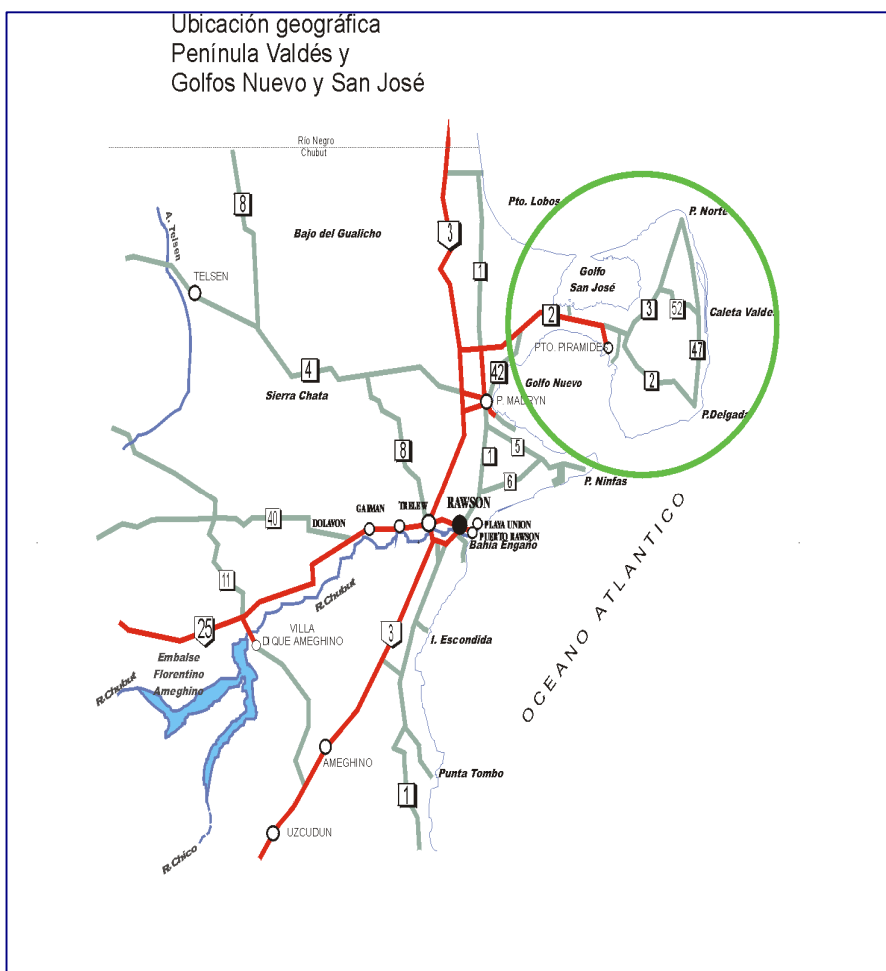 Ubicación geográfica
Penínula Valdés y
Golfos Nuevo y San José
Río Negro
Chubut
8
A. Telsen
Pto. Lobos
P. Norte
3
Bajo del Gualicho
1
Golfo
San José
TELSEN
2
3
52
Caleta Valdes
PTO. PIRAMIDE
47
4
42
Golfo Nuevo
2
Sierra Chata
P. MADRYN
P.Delgada
8
1
5
6
P. Ninfas
GAIMAN
TRELEW
RAWSON
40
DOLAVON
PLAYA UNION
PUERTO RAWSON
Bahía Engaño
OCEANO ATLANTICO
11
R.Chubut
25
VILLA
DIQUE AMEGHINO
3
I. Escondida
Embalse
Florentino
Ameghino
R.Chubut
AMEGHINO
Punta Tombo
1
UZCUDUN
R.Chico